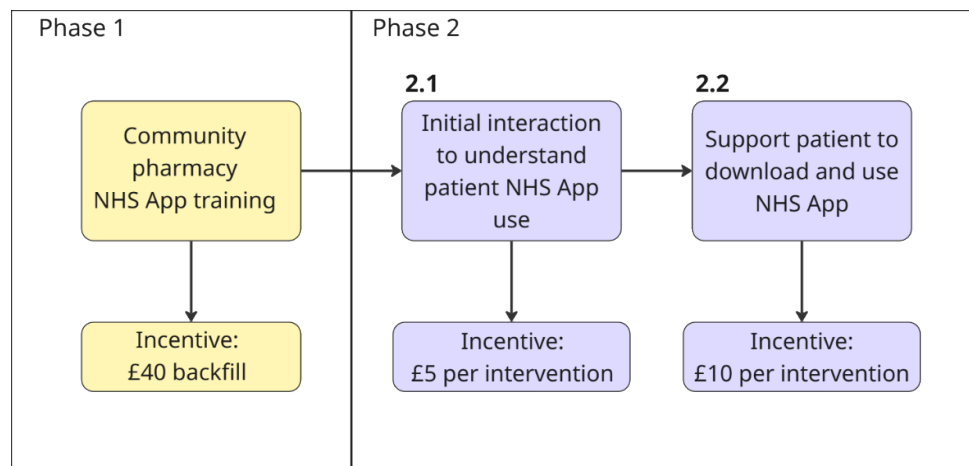 Phase 1
Community
pharmacy
NHS App training
Incentive:
£40 backfill
Phase 2
2.1
Initial interaction
to understand
patient NHS App
use
Incentive:
£5 per intervention
2.2
Support patient to
download and use
NHS App
Incentive:
£10 per intervention